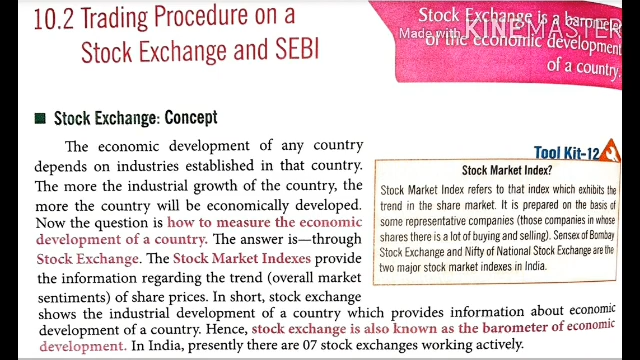 10.2 Trading Procedure on a
Stock Exchange and SEBI
Stock Exchange is a barometer
of the economic development
of a country.
Made with KINEMASTER
Stock Exchange: Concept
The economic development of any country
depends on industries established in that country.
The more the industrial growth of the country, the
more the country will be economically developed.
Now the question is how to measure the economic
development of a country. The answer is—through
Stock Exchange. The Stock Market Indexes provide
the information regarding the trend (overall market
sentiments) of share prices. In short, stock exchange
shows the industrial development of a country which provides information about economic
development of a country. Hence, stock exchange is also known as the barometer of economic
development. In India, presently there are 07 stock exchanges working actively.
Tool Kit-12
Stock Market Index?
Stock Market Index refers to that index which exhibits the
trend in the share market. It is prepared on the basis of
some representative companies (those companies in whose
shares there is a lot of buying and selling). Sensex of Bombay
Stock Exchange and Nifty of National Stock Exchange are the
two major stock market indexes in India.